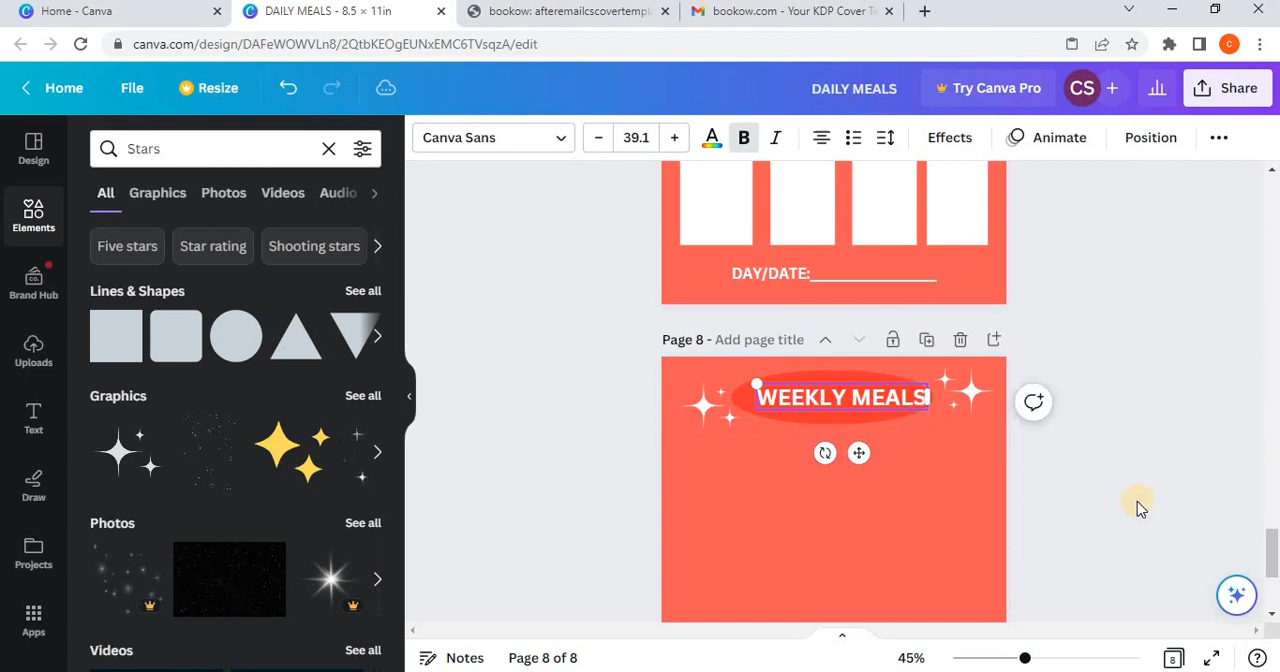 Home - Canva
DAILY MEALS - 8.5 × 11in
bookow: afteremailcscovertempl
bookow.com - Your KDP Cover Te
canva.com/design/DAFeWOWVLn8/2QtbKEOgEUNxEMC6TVsqzA/edit
C
Home
File
Resize
DAILY MEALS
Try Canva Pro
CS
Share
Design
Elements
Brand Hub
CO.
Uploads
Text
Draw
Projects
Apps
Stars
All
Graphics
Photos
Videos
Audio
Five stars
Star rating
Shooting stars
Lines & Shapes
See all
Graphics
See all
Photos
See all
Videos
See all
Canva Sans
39.1
A
B
I
Effects
Animate
Position
DAY/DATE:_______________
Page 8 - Add page title
WEEKLY MEALS
Notes
Page 8 of 8
45%
8